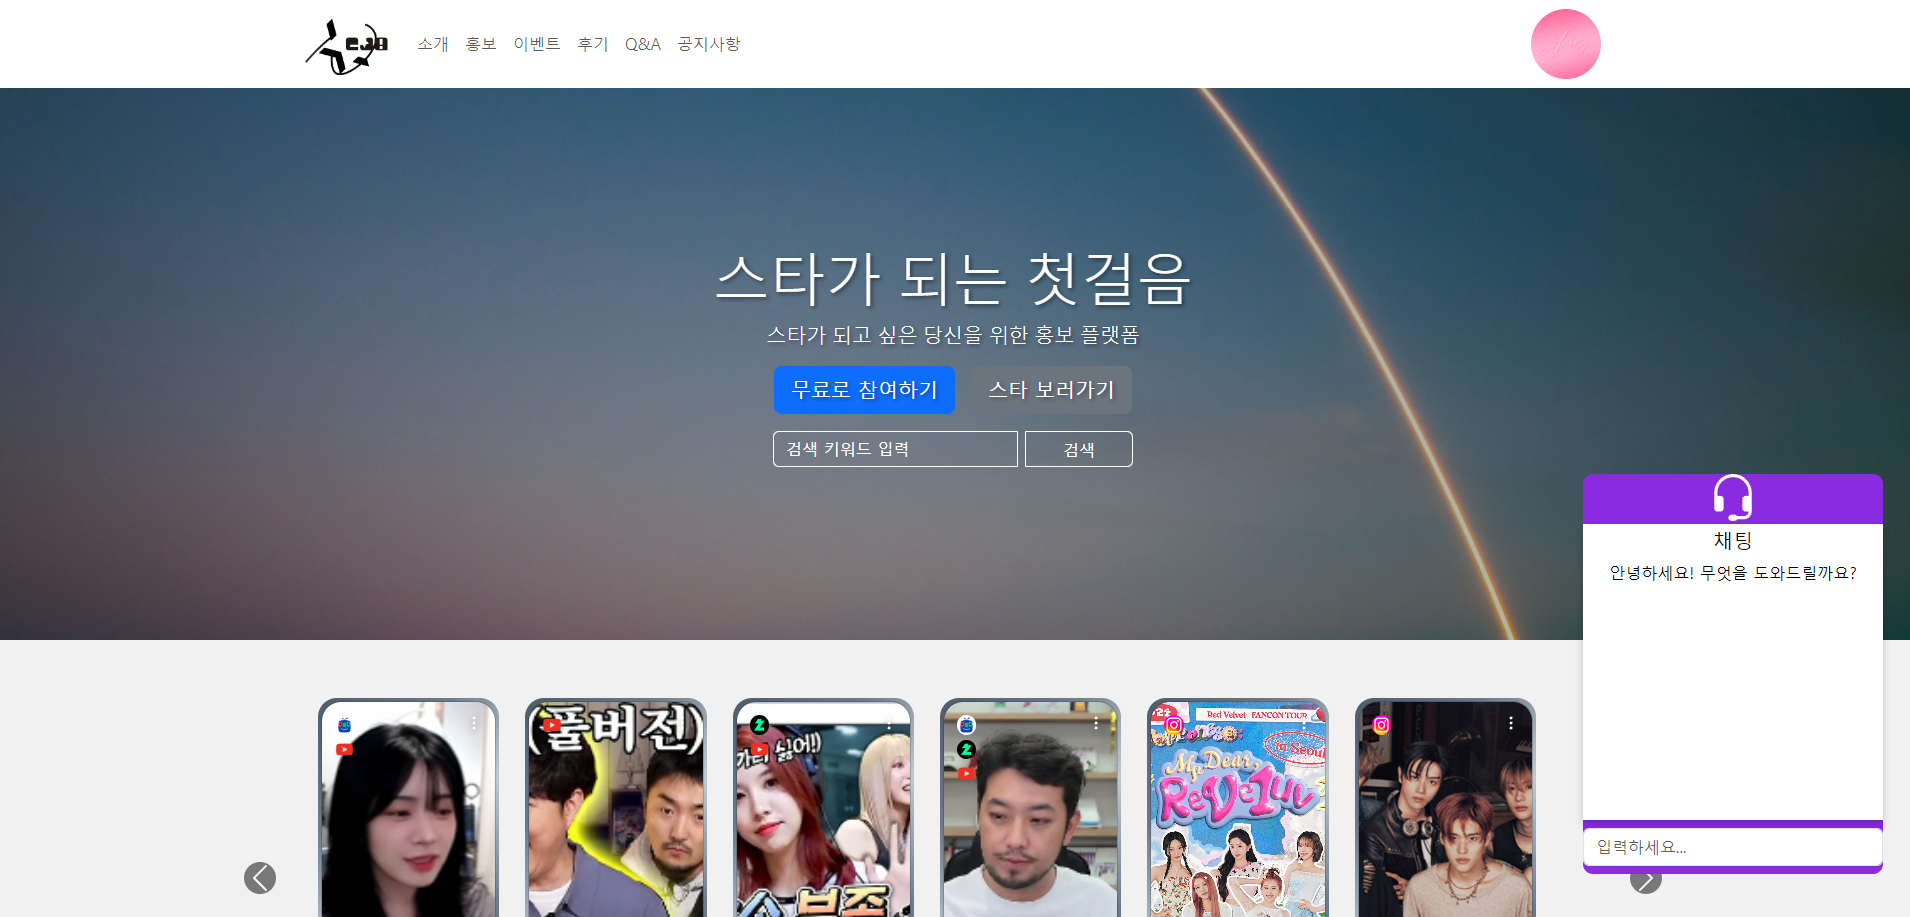 소개 홍보 이벤트 후기 Q&A 공지사항
스타가 되는 첫걸음
스타가 되고 싶은 당신을 위한 홍보 플랫폼
무료로 참여하기 스타 보러가기
검색 키워드 입력 검색
채팅
안녕하세요! 무엇을 도와드릴까요?
입력하세요...
(풀버전)
싫어!)
Red Velvet FANCON TOUR
in Seoul
My Dear,
ReVe1uv